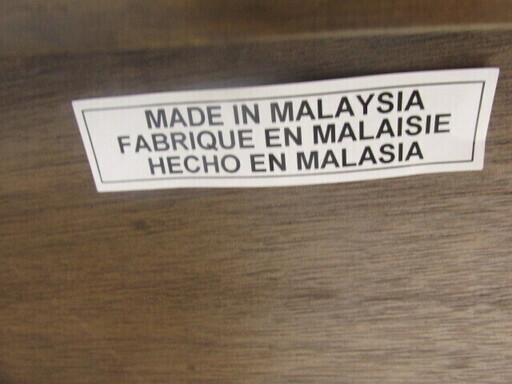 MADE IN MALAYSIA
FABRIQUE EN MALAISIE
HECHO EN MALASIA